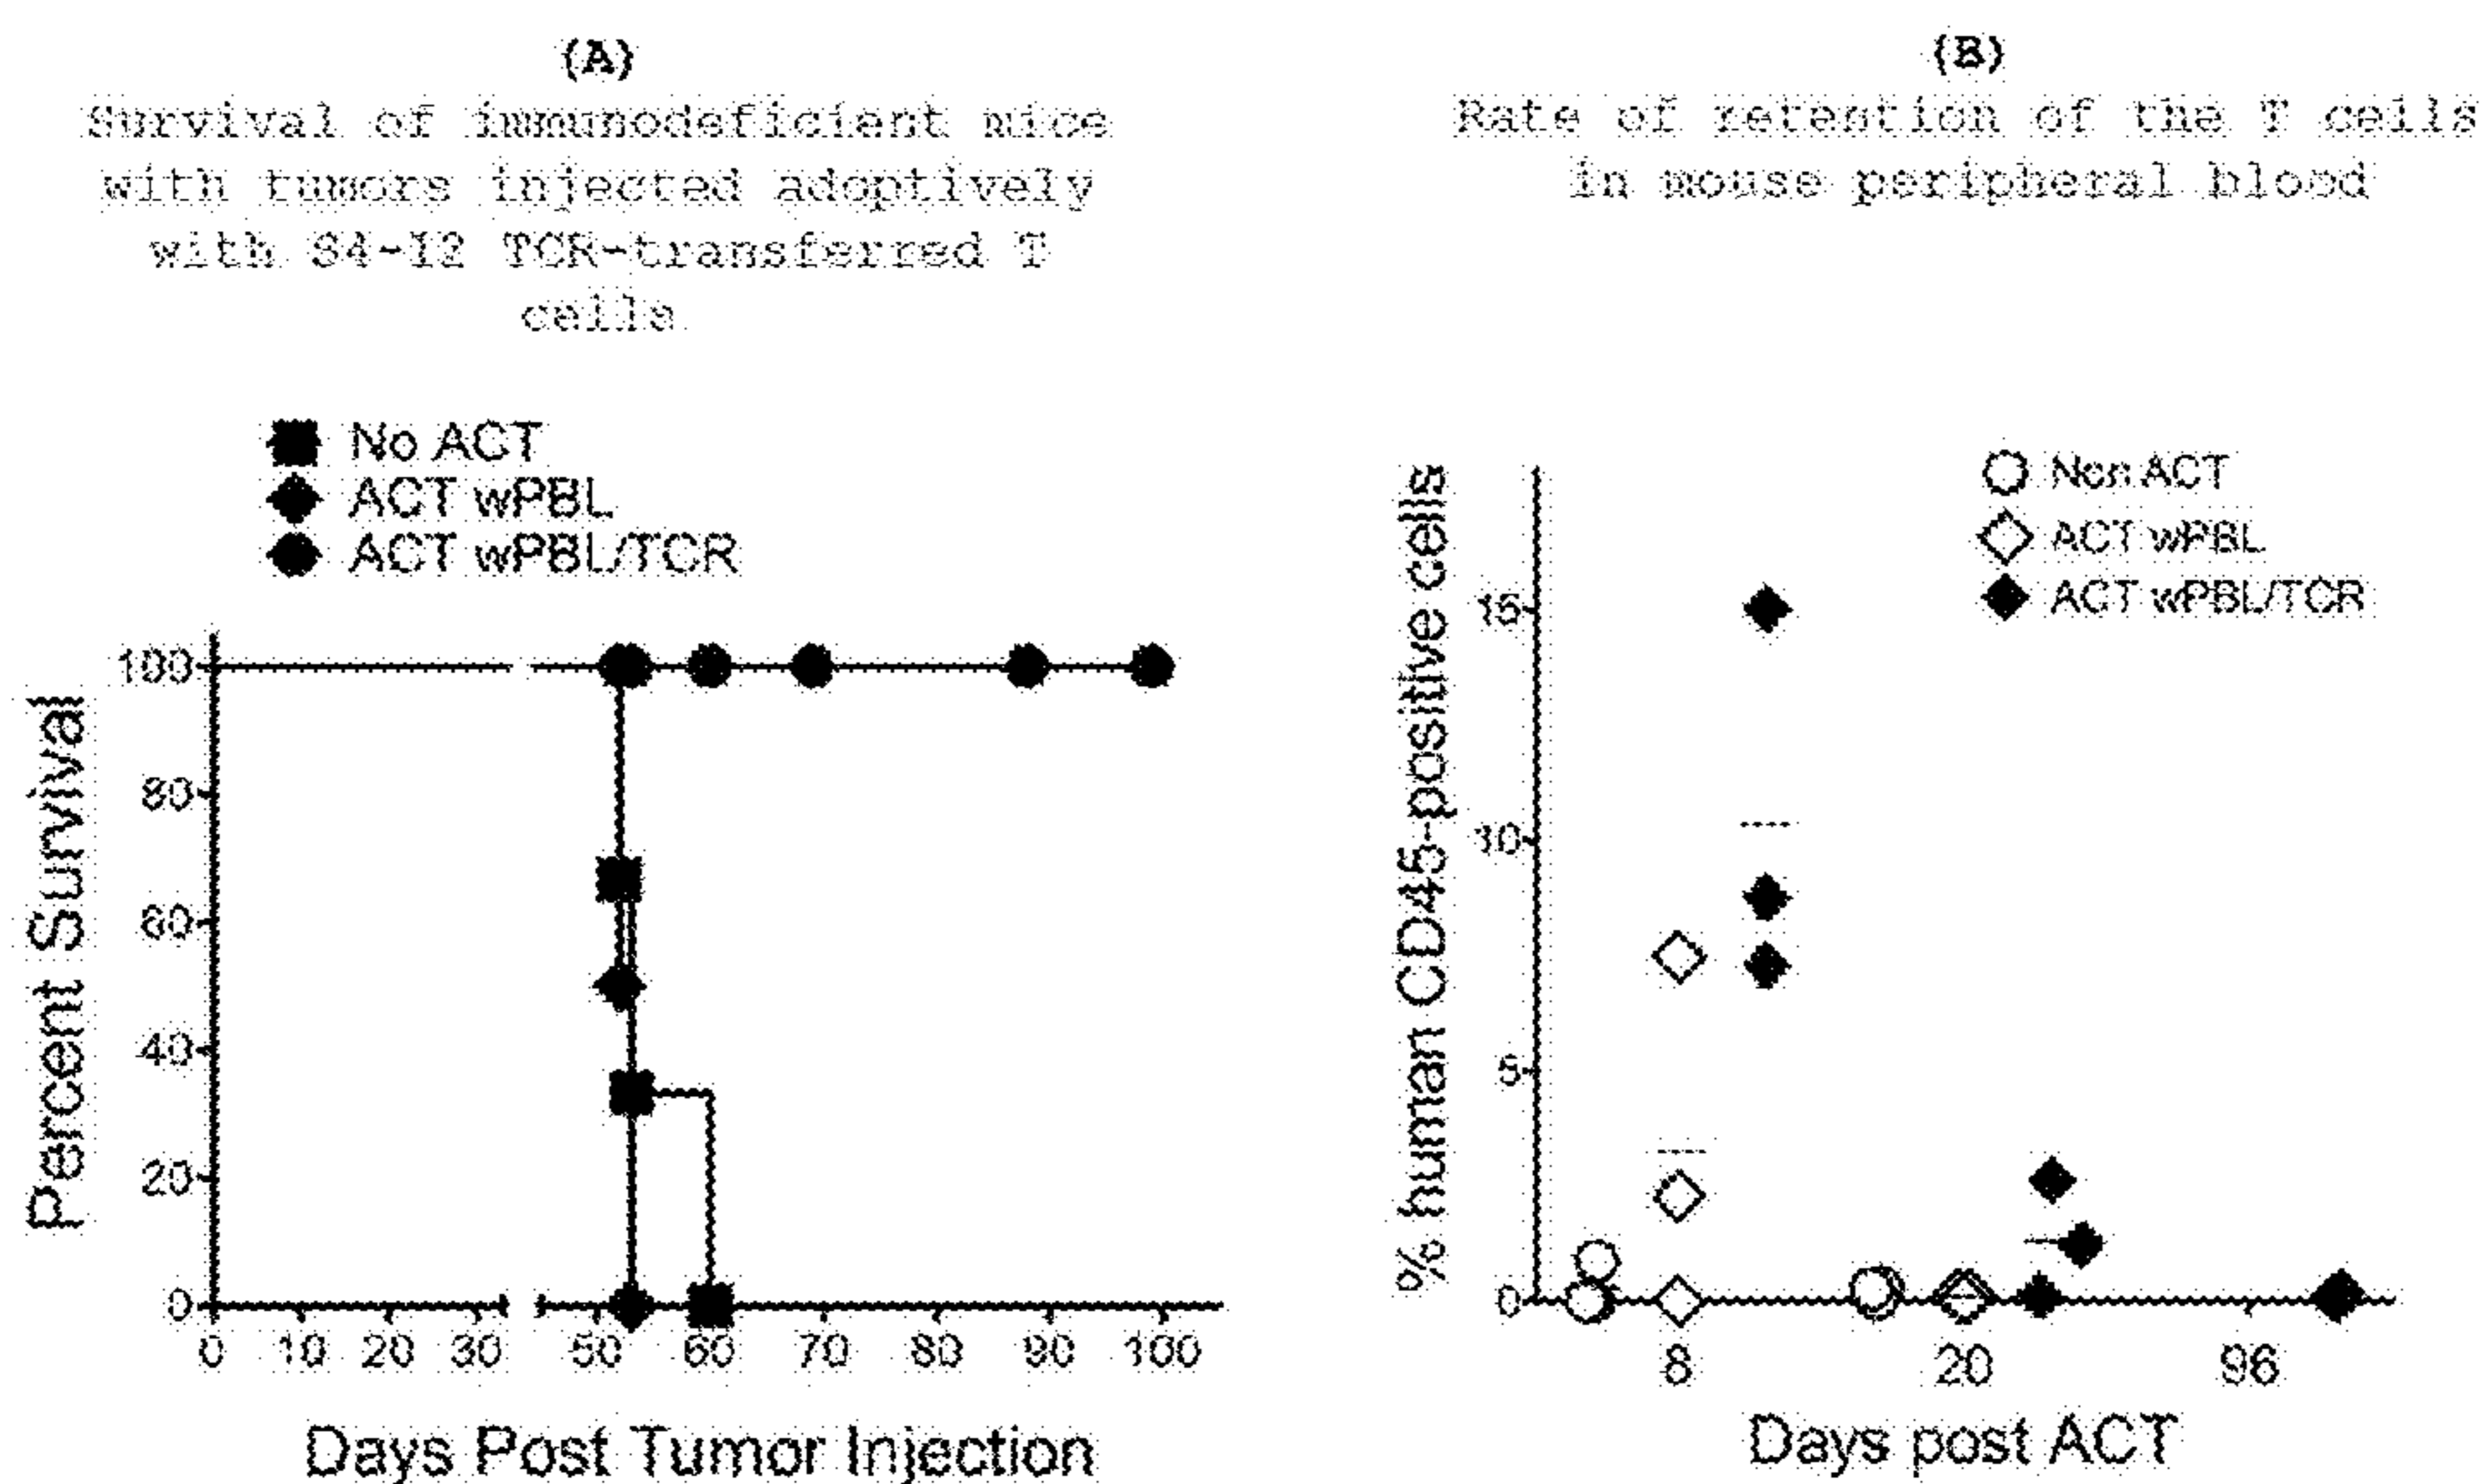 (A)
Survival of immunodeficient mice
with tumors injected adoptively
with S4-I2 TCR-transferred T
cells
No ACT
ACT wPBL
ACT wPBL/TCR
Percent Survival
100
80
60
40
20
0
0 10 20 30 50 60 70 80 90 100
Days Post Tumor Injection
(B)
Rate of retention of the T cells
in mouse peripheral blood
Non ACT
ACT wPBL
ACT wPBL/TCR
% human CD45-positive cells
15
10
5
0
8 20 96
Days post ACT